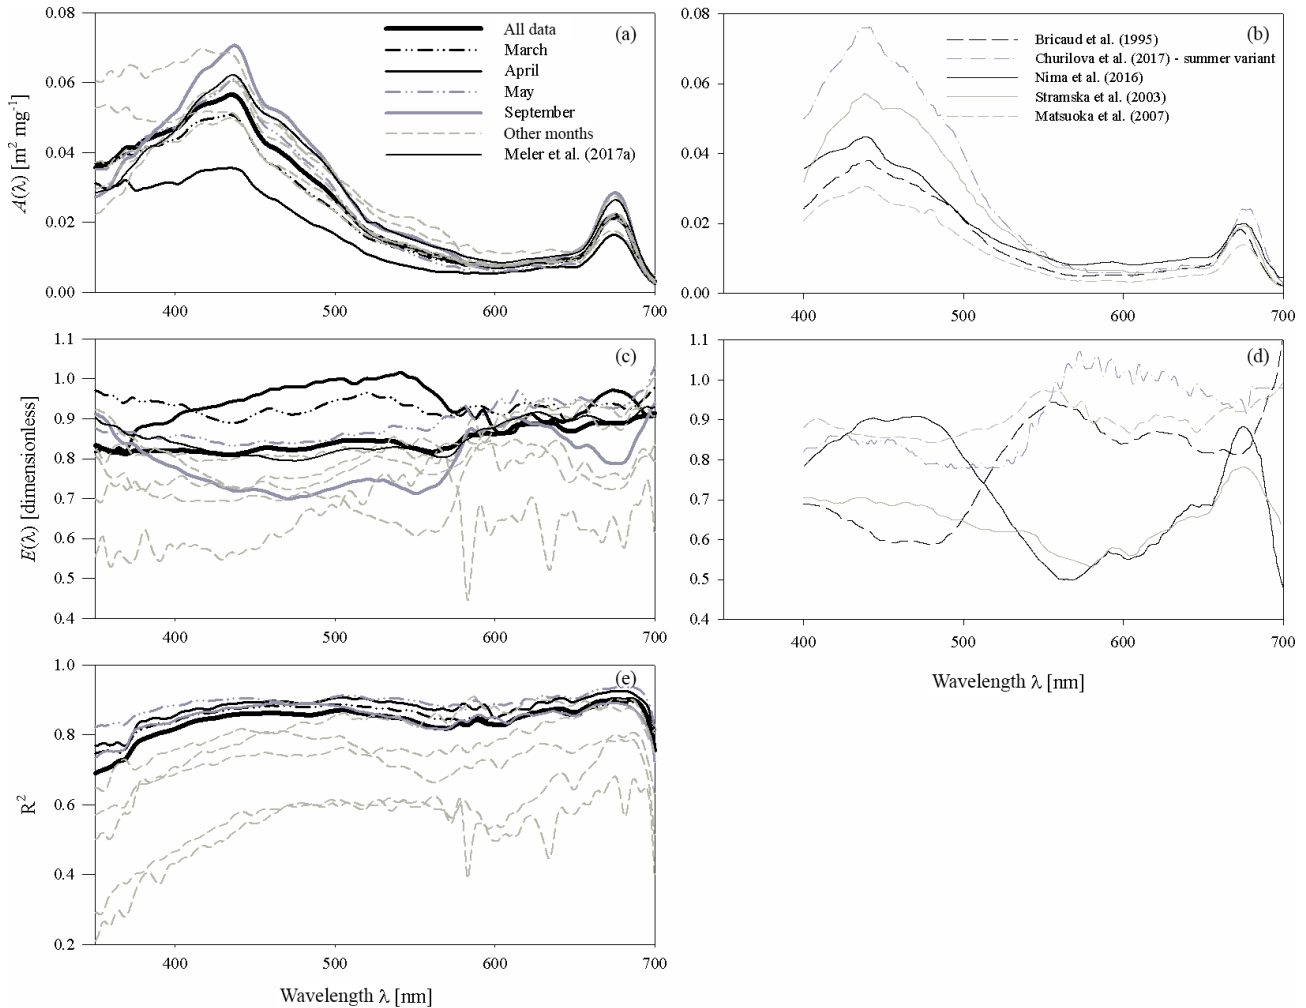 0.08
0.06
0.04
0.02
0.00
A(λ) [m² mg⁻¹]
400
500
600
700
(a)
All data
March
April
May
September
Other months
Meler et al. (2017a)
0.08
0.06
0.04
0.02
0.00
400
500
600
700
(b)
Bricaud et al. (1995)
Churilova et al. (2017) - summer variant
Nima et al. (2016)
Stramska et al. (2003)
Matsuoka et al. (2007)
1.1
1.0
0.9
0.8
0.7
0.6
0.5
0.4
E(λ) [dimensionless]
400
500
600
700
(c)
1.1
1.0
0.9
0.8
0.7
0.6
0.5
0.4
400
500
600
700
(d)
Wavelength λ [nm]
1.0
0.8
0.6
0.4
0.2
R²
400
500
600
700
(e)
Wavelength λ [nm]